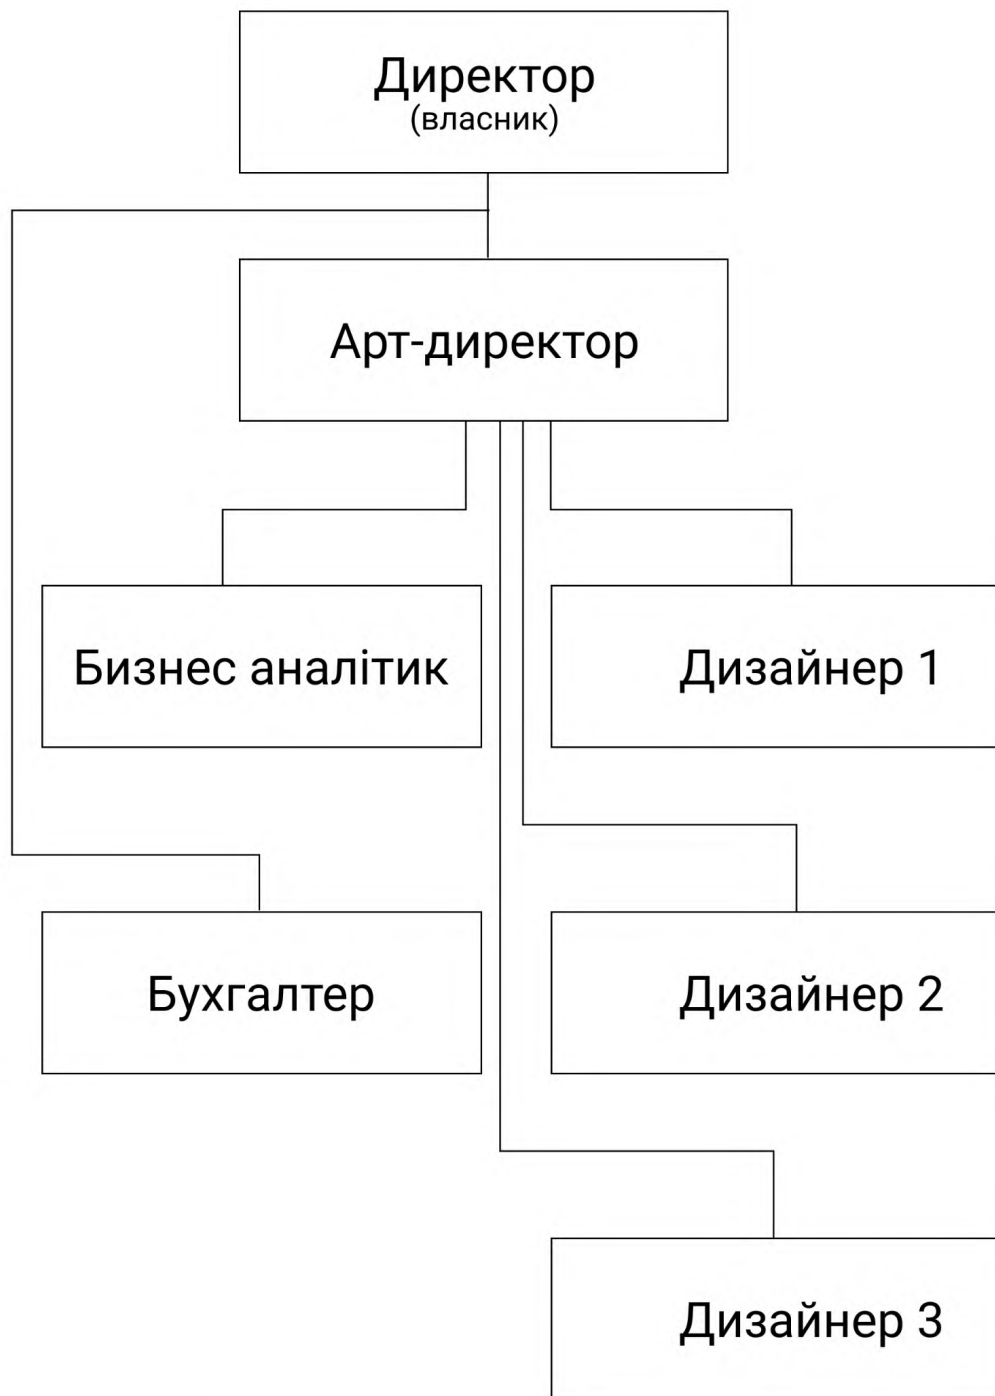 Директор
(власник)
Арт-директор
Бизнес аналітик
Дизайнер 1
Бухгалтер
Дизайнер 2
Дизайнер 3